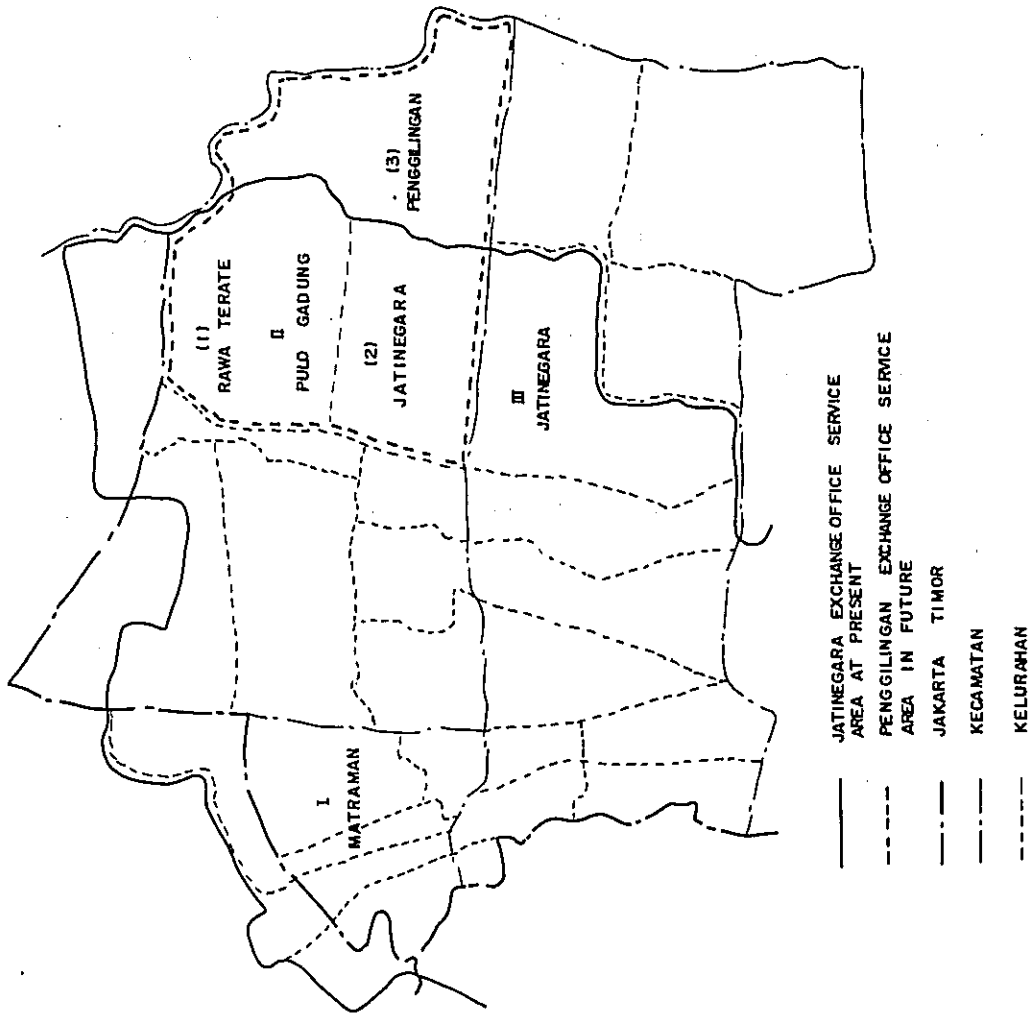 (1)
RAWA TERATE
II
PULO GADUNG
(2)
JATINEGARA
(3)
PENGGILINGAN
III
JATINEGARA
I
MATRAMAN
JATINEGARA EXCHANGE OFFICE SERVICE
AREA AT PRESENT
PENGGILINGAN EXCHANGE OFFICE SERVICE
AREA IN FUTURE
JAKARTA TIMOR
KECAMATAN
KELURAHAN